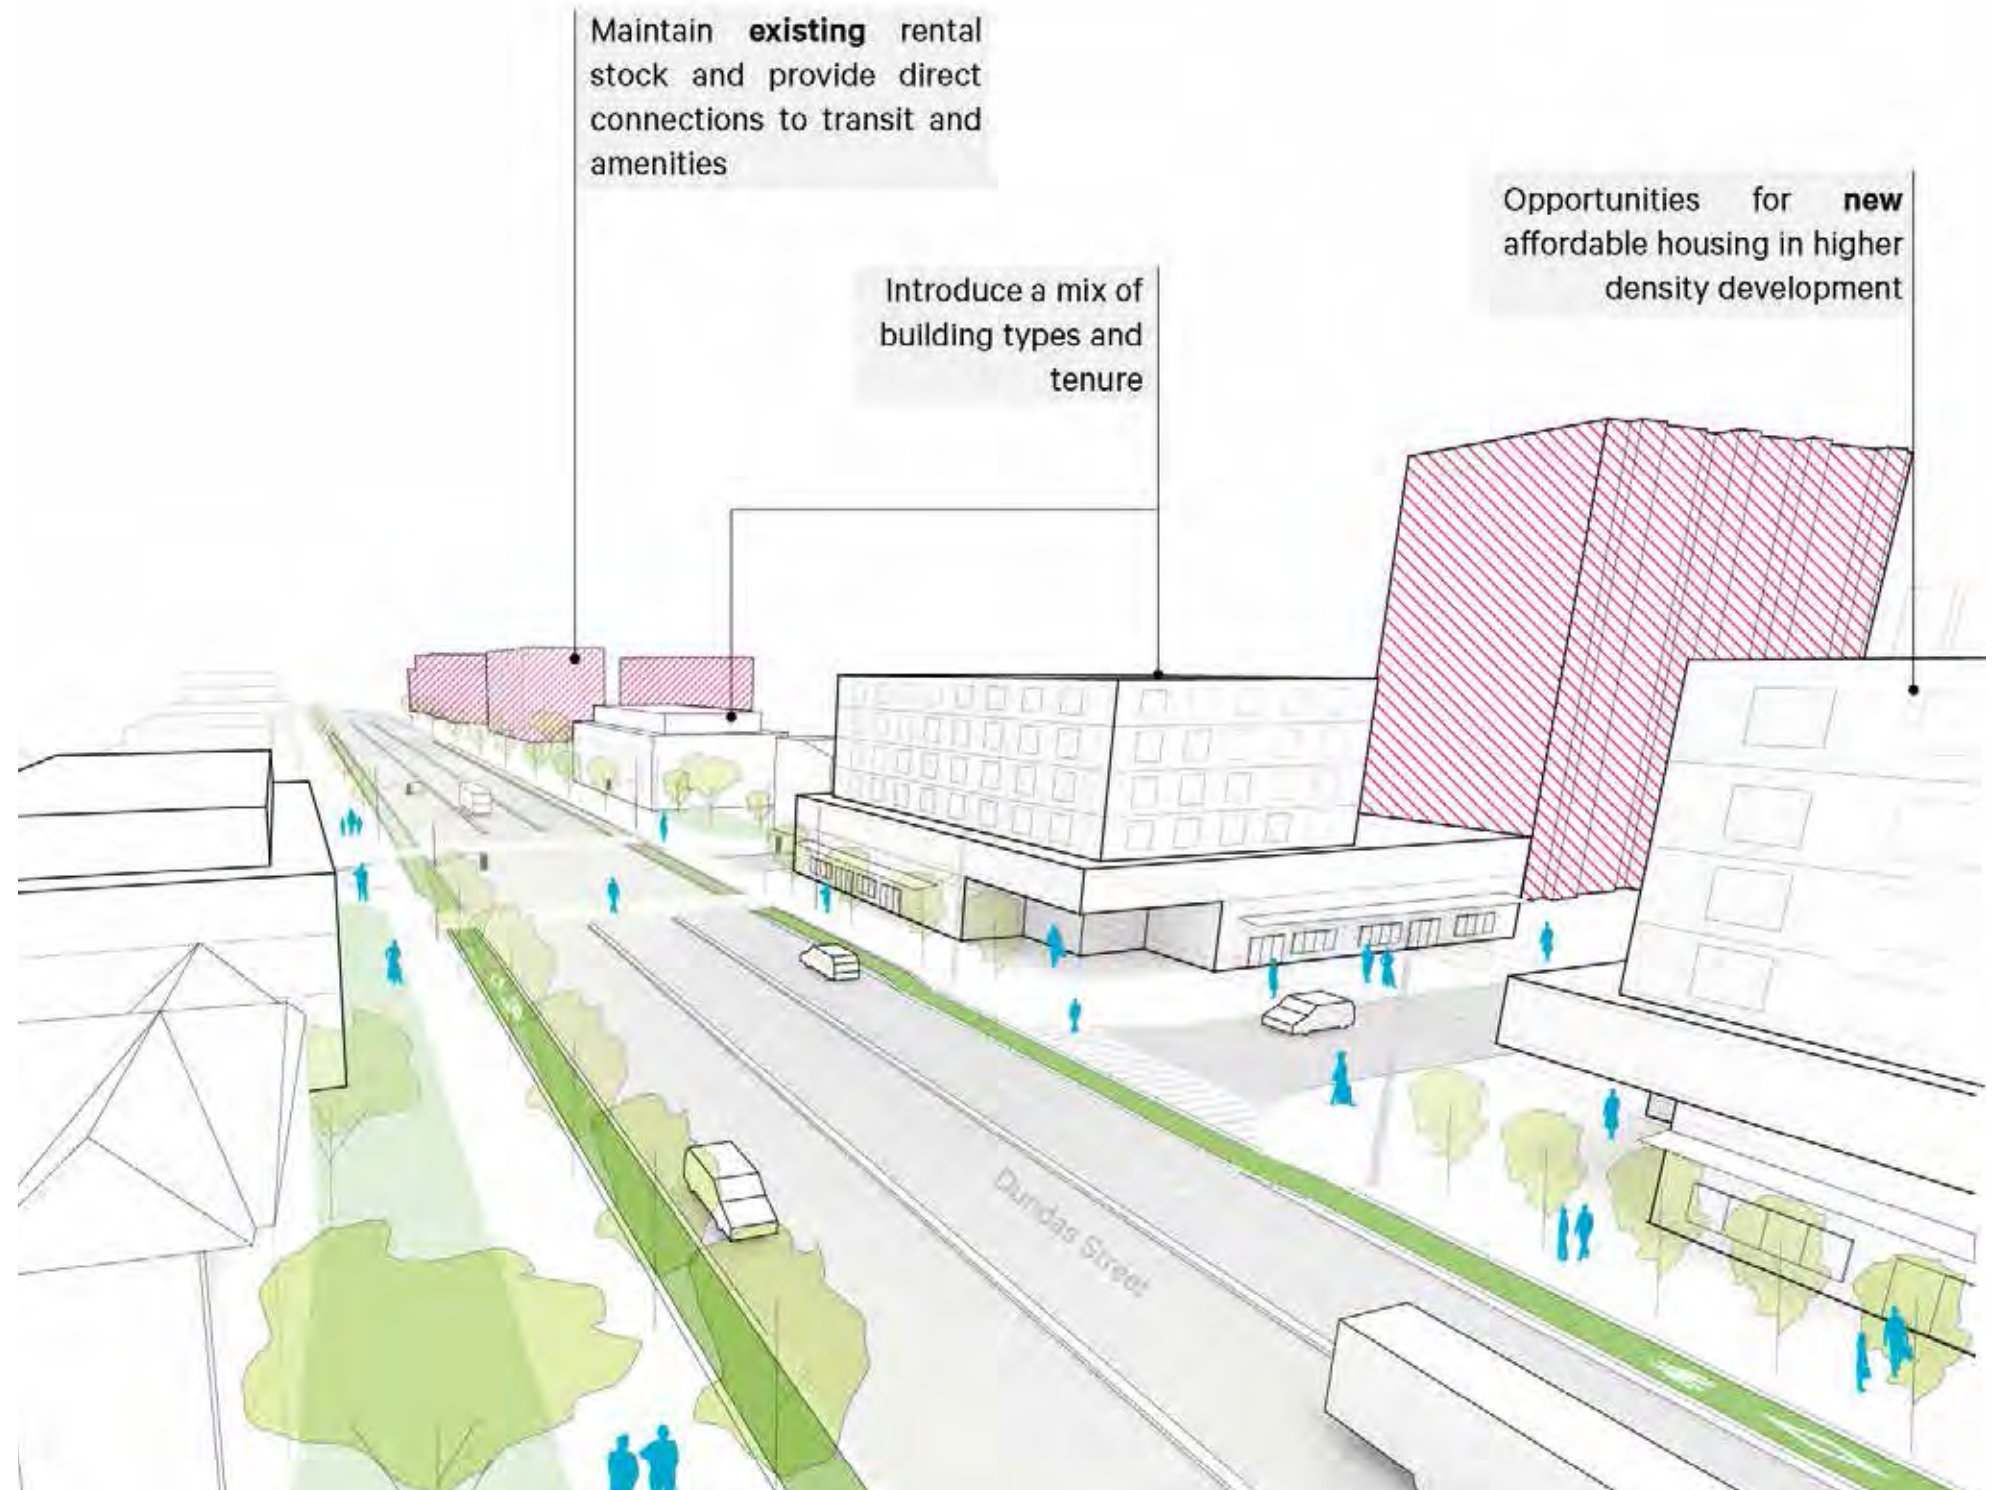 Maintain existing rental
stock and provide direct
connections to transit and
amenities
Opportunities for new
affordable housing in higher
density development
Introduce a mix of
building types and
tenure
Dundas Street